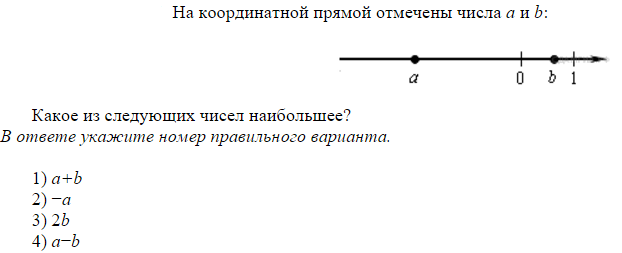 На координатной прямой отмечены числа a и b:
a 0 b 1
Какое из следующих чисел наибольшее?
В ответе укажите номер правильного варианта.
1) a+b
2) −a
3) 2b
4) a−b